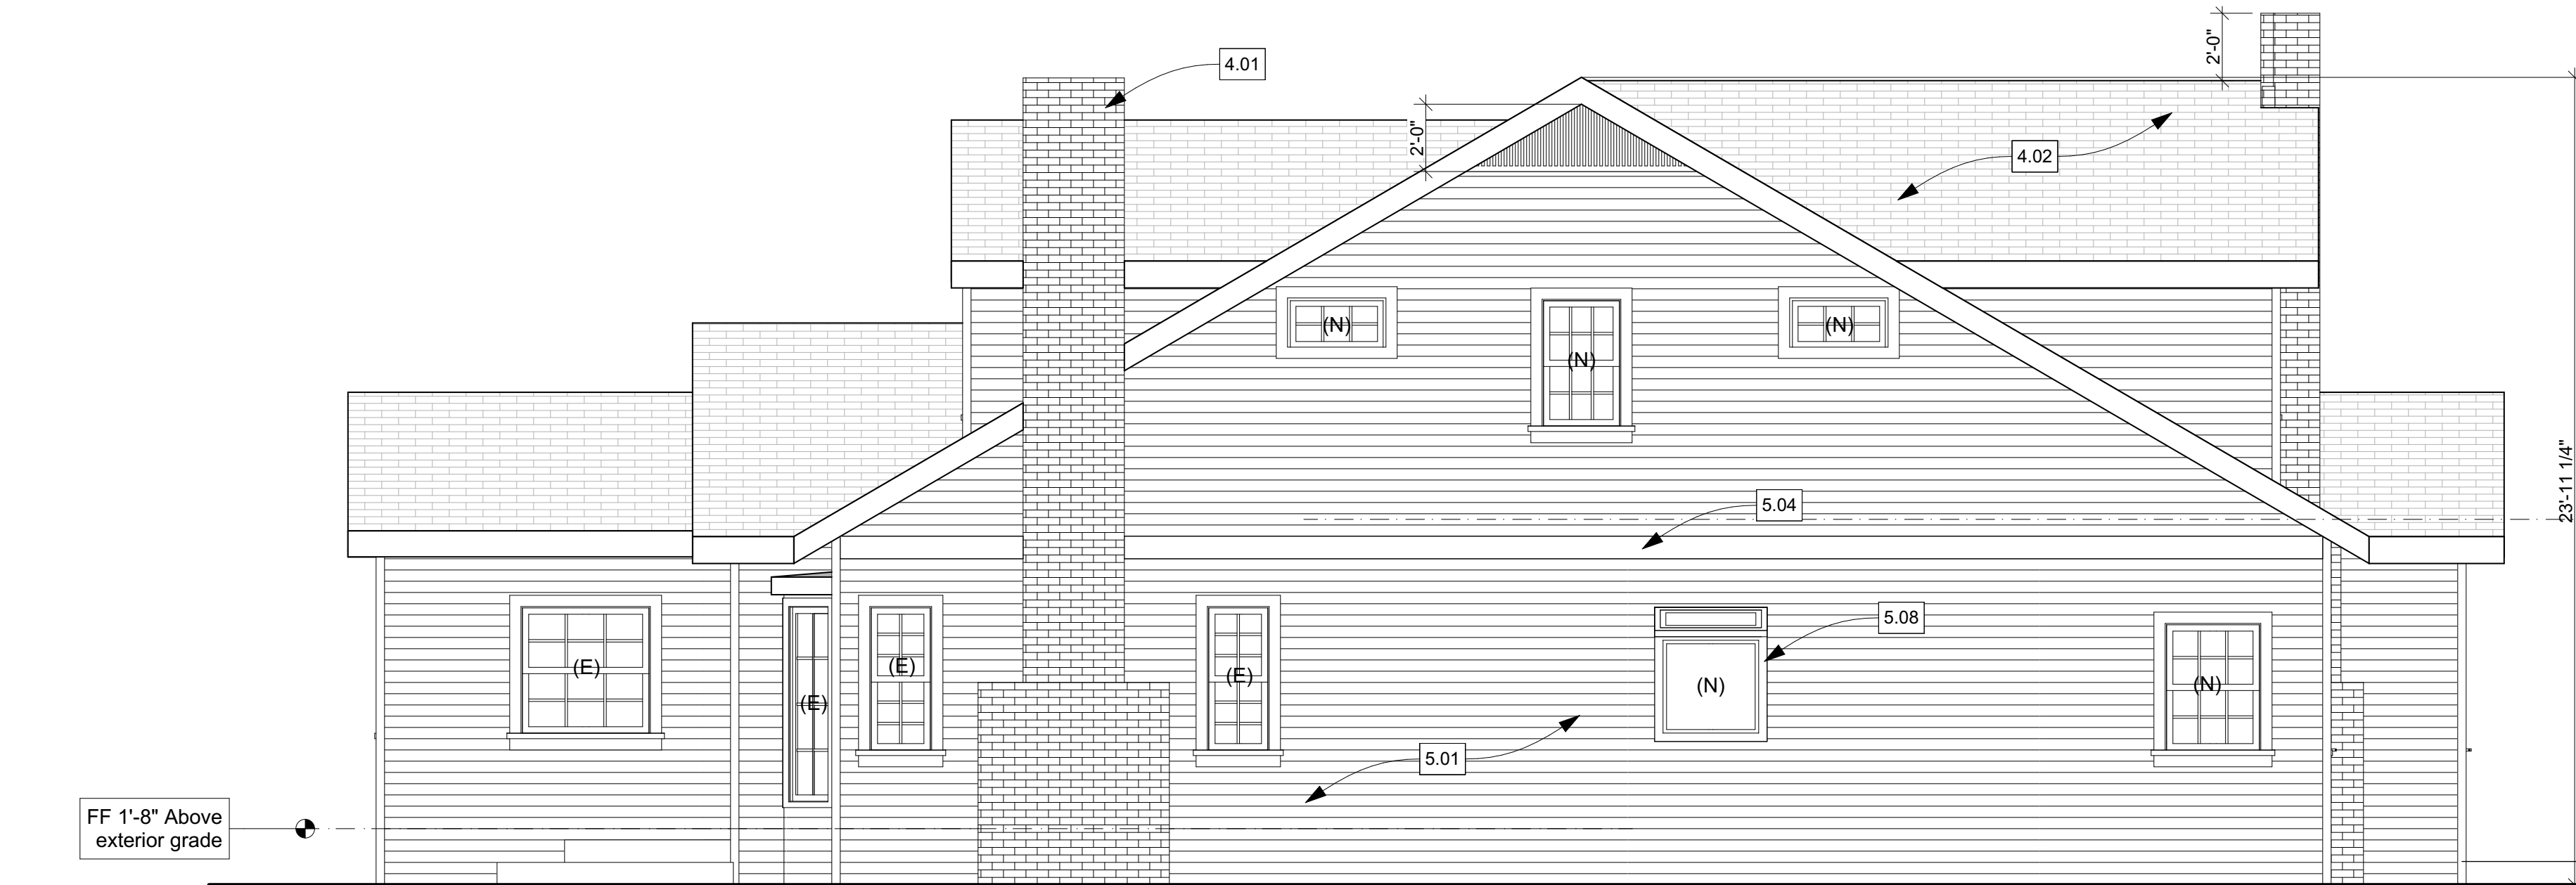 2'-0"
4.01
2'-0"
4.02
(N)
(N)
(N)
23'-11 1/4"
5.04
5.08
(E)
(E)
(E)
(E)
(N)
(N)
5.01
FF 1'-8" Above
exterior grade